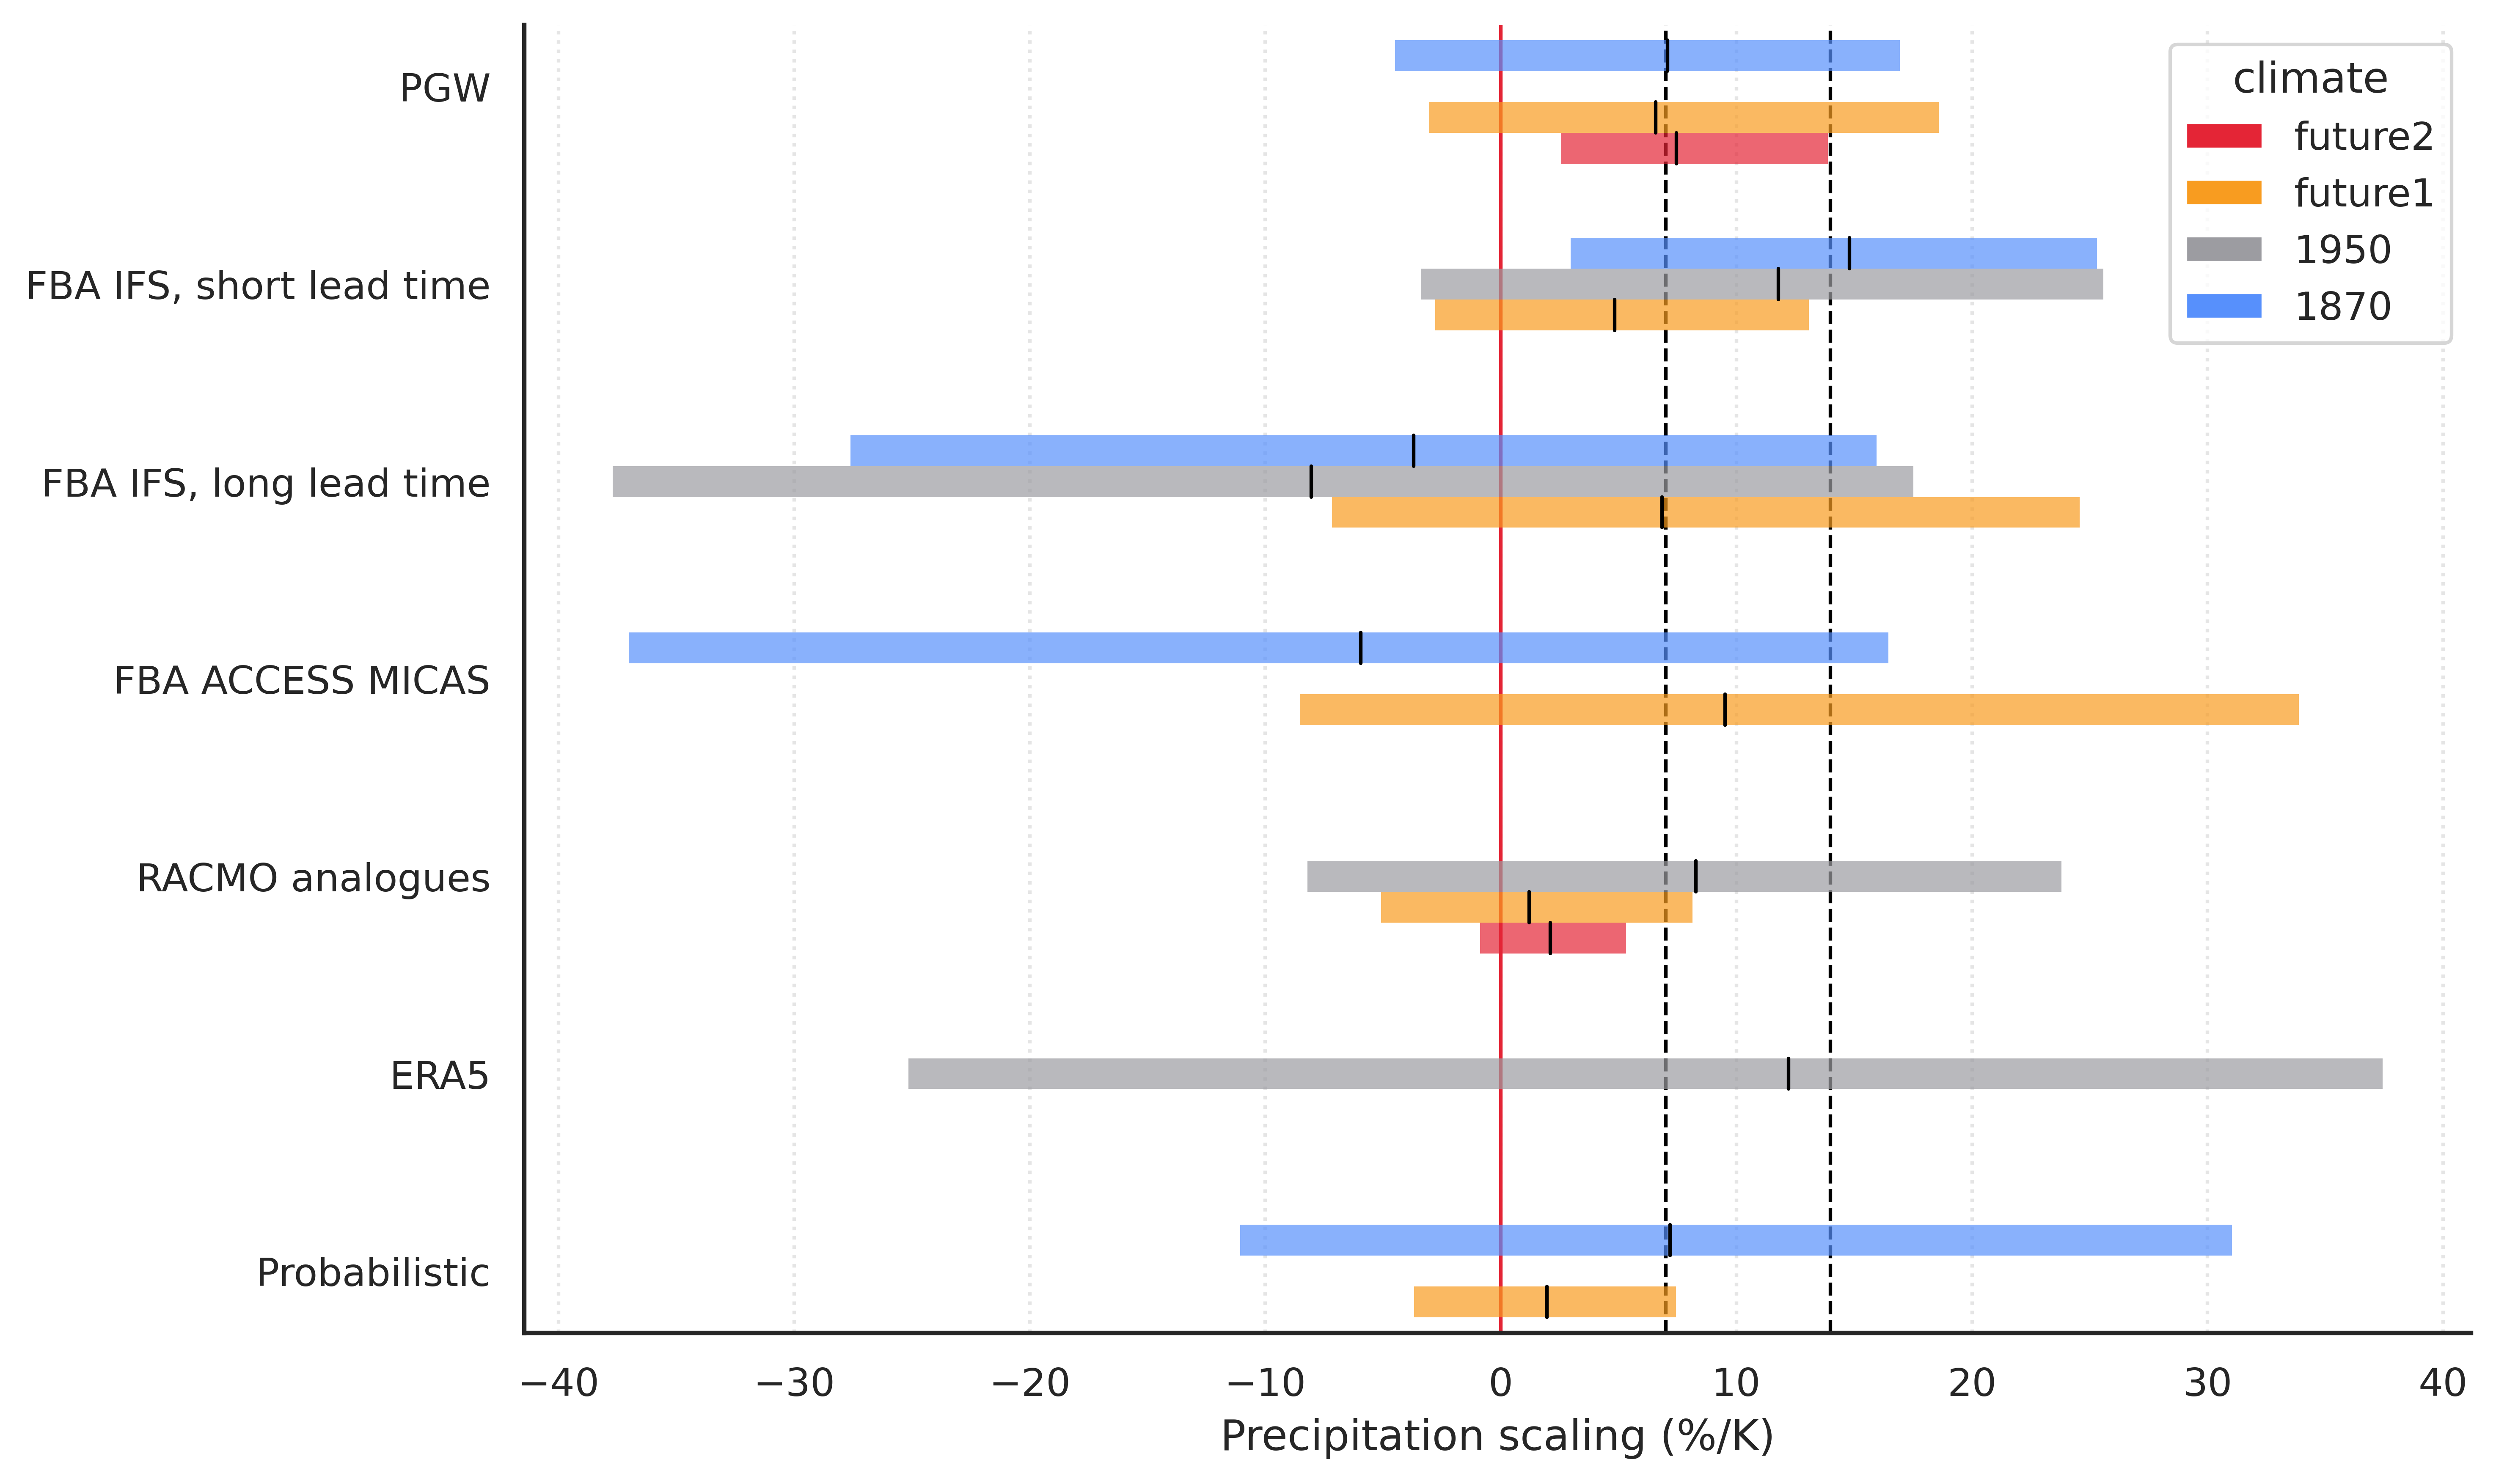 PGW
FBA IFS, short lead time
FBA IFS, long lead time
FBA ACCESS MICAS
RACMO analogues
ERA5
Probabilistic
climate
future2
future1
1950
1870
−40 −30 −20 −10 0 10 20 30 40
Precipitation scaling (%/K)